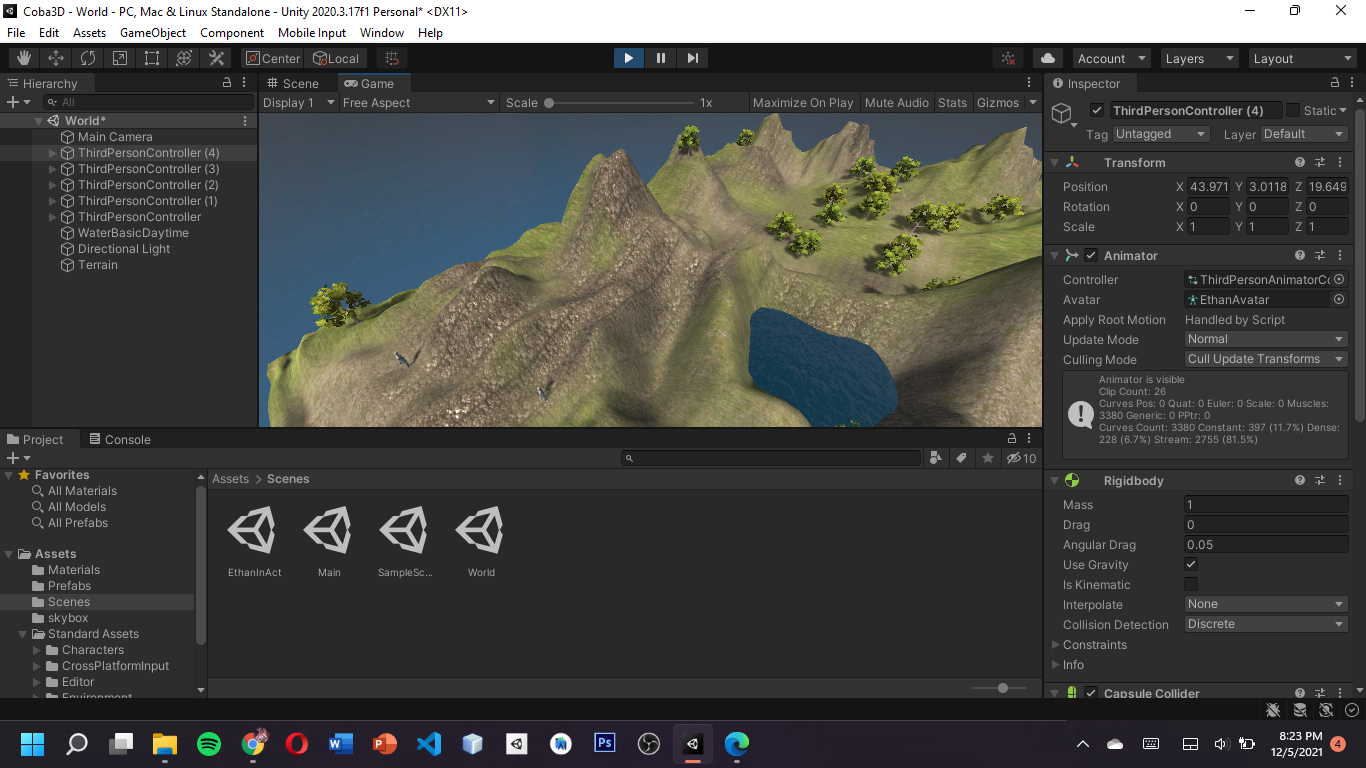 Coba3D - World - PC, Mac & Linux Standalone - Unity 2020.3.17f1 Personal* <DX11>
File Edit Assets GameObject Component Mobile Input Window Help
Center Local Account Layers Layout
Hierarchy
All
World*
Main Camera
ThirdPersonController (4)
ThirdPersonController (3)
ThirdPersonController (2)
ThirdPersonController (1)
ThirdPersonController
WaterBasicDaytime
Directional Light
Terrain
Scene Game
Display 1 Free Aspect Scale 1x Maximize On Play Mute Audio Stats Gizmos
Inspector
ThirdPersonController (4) Static
Tag Untagged Layer Default
Transform
Position X 43.971 Y 3.0118 Z 19.649
Rotation X 0 Y 0 Z 0
Scale X 1 Y 1 Z 1
Animator
Controller ThirdPersonAnimatorCo
Avatar EthanAvatar
Apply Root Motion Handled by Script
Update Mode Normal
Culling Mode Cull Update Transforms
Animator is visible
Clip Count: 26
Curves Pos: 0 Quat: 0 Euler: 0 Scale: 0 Muscles:
3380 Generic: 0 PPtr: 0
Curves Count: 3380 Constant: 397 (11.7%) Dense:
228 (6.7%) Stream: 2755 (81.5%)
Rigidbody
Mass 1
Drag 0
Angular Drag 0.05
Use Gravity
Is Kinematic
Interpolate None
Collision Detection Discrete
Constraints
Info
Capsule Collider
Project Console
10
Favorites
All Materials
All Models
All Prefabs
Assets
Materials
Prefabs
Scenes
skybox
Standard Assets
Characters
CrossPlatformInput
Editor
Environment
Assets > Scenes
EthanInAct Main SampleSc... World
8:23 PM
12/5/2021
4